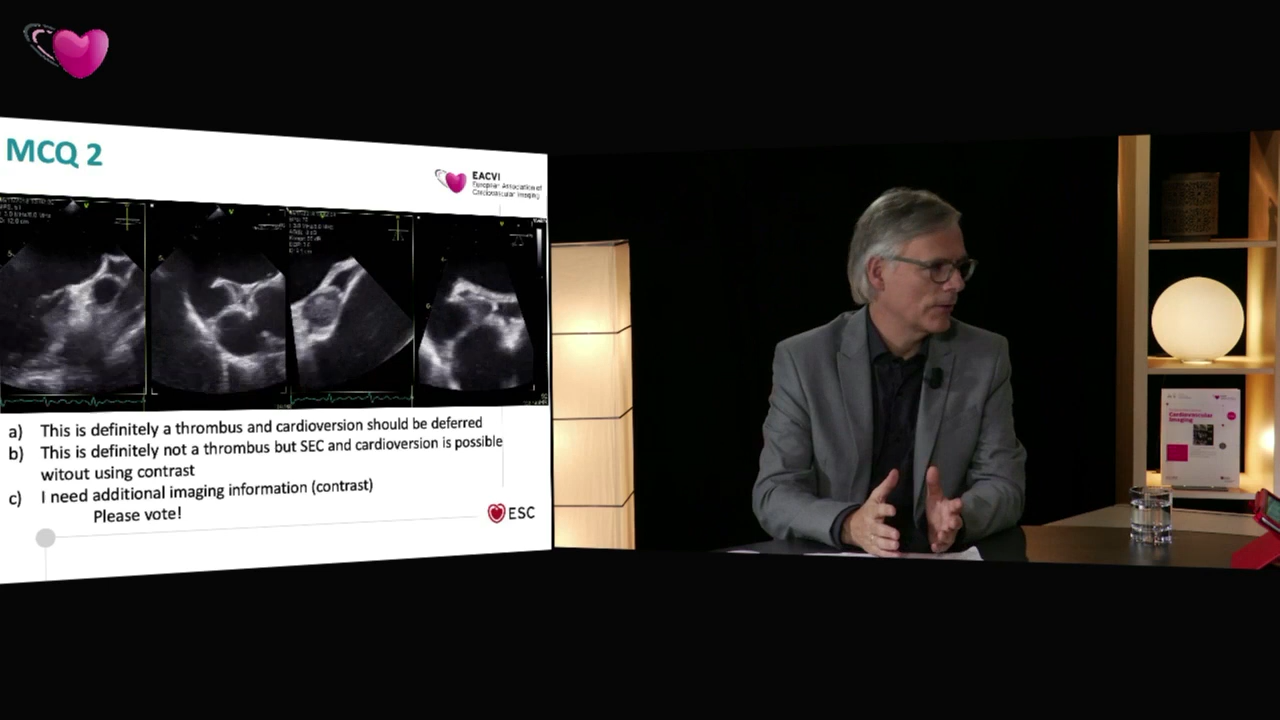 MCQ 2
EACVI
European Association of
Cardiovascular Imaging
a) This is definitely a thrombus and cardioversion should be deferred
b) This is definitely not a thrombus but SEC and cardioversion is possible
witout using contrast
c) I need additional imaging information (contrast)
Please vote!
ESC
Cardiovascular
Imaging